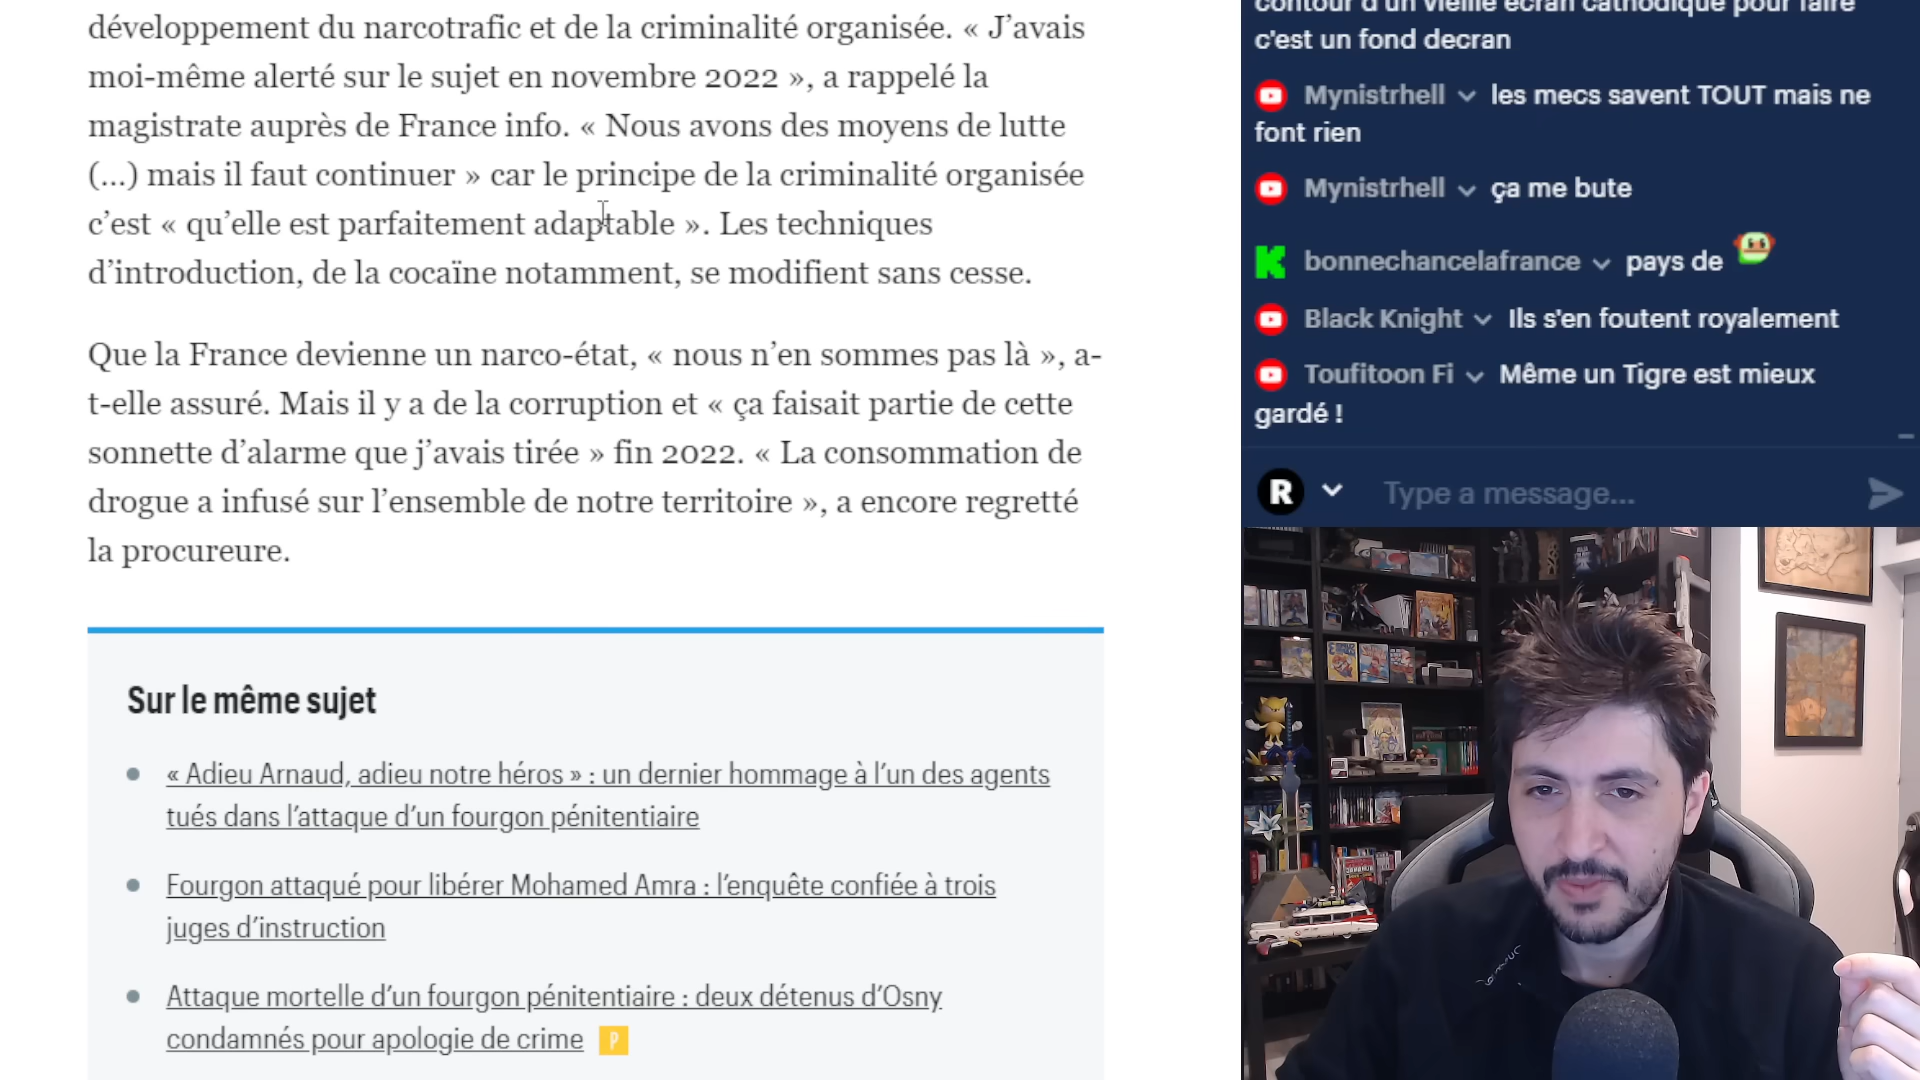 développement du narcotrafic et de la criminalité organisée. « J’avais
moi-même alerté sur le sujet en novembre 2022 », a rappelé la
magistrate auprès de France info. « Nous avons des moyens de lutte
(...) mais il faut continuer » car le principe de la criminalité organisée
c’est « qu’elle est parfaitement adaptable ». Les techniques
d’introduction, de la cocaïne notamment, se modifient sans cesse.
Que la France devienne un narco-état, « nous n’en sommes pas là », a-
t-elle assuré. Mais il y a de la corruption et « ça faisait partie de cette
sonnette d’alarme que j’avais tirée » fin 2022. « La consommation de
drogue a infusé sur l’ensemble de notre territoire », a encore regretté
la procureure.
Sur le même sujet
« Adieu Arnaud, adieu notre héros » : un dernier hommage à l’un des agents
tués dans l’attaque d’un fourgon pénitentiaire
Fourgon attaqué pour libérer Mohamed Amra : l’enquête confiée à trois
juges d’instruction
Attaque mortelle d’un fourgon pénitentiaire : deux détenus d’Osny
condamnés pour apologie de crime P
contour d'un vieille écran cathodique pour faire
c'est un fond decran
Mynistrhell les mecs savent TOUT mais ne
font rien
Mynistrhell ça me bute
bonnechancelafrance pays de
Black Knight Ils s'en foutent royalement
Toufitoon Fi Même un Tigre est mieux
gardé !
R Type a message...